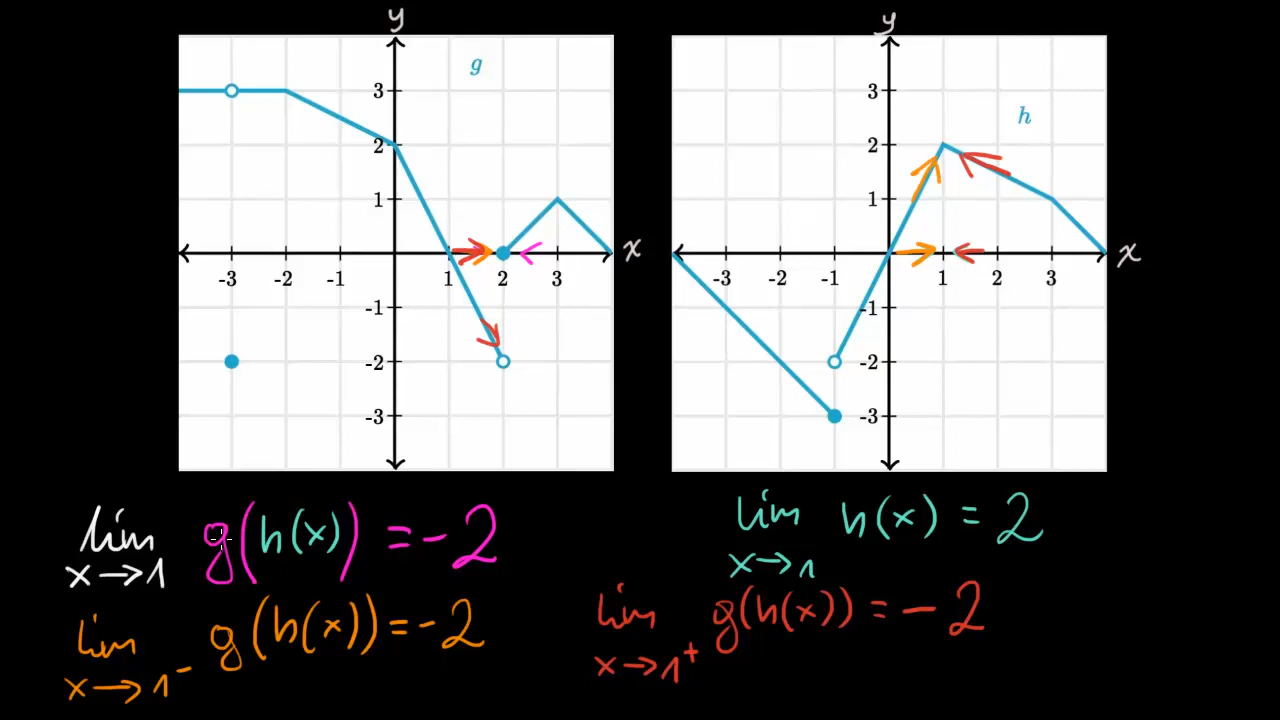 y
y
g
h
3
3
2
2
1
1
x
x
-3 -2 -1 1 2 3
-3 -2 -1 1 2 3
-1
-1
-2
-2
-3
-3
lim x→1 g(h(x)) = -2
lim x→1 h(x) = 2
lim x→1⁻ g(h(x)) = -2
lim x→1⁺ g(h(x)) = -2